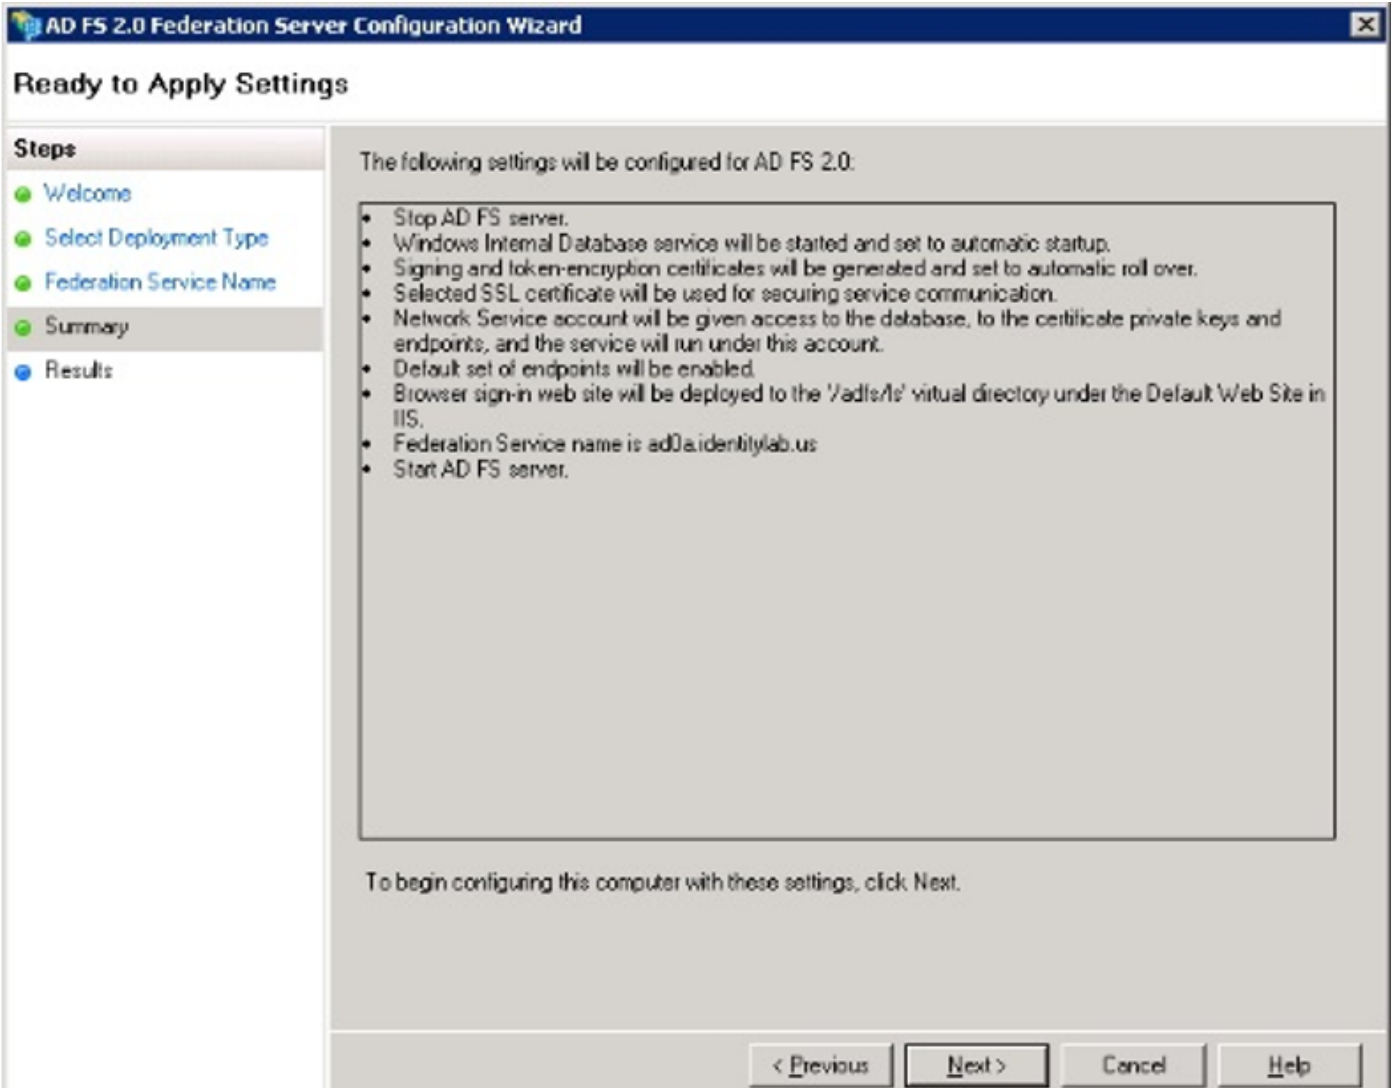 AD FS 2.0 Federation Server Configuration Wizard
Ready to Apply Settings
Steps
Welcome
Select Deployment Type
Federation Service Name
Summary
Results
The following settings will be configured for AD FS 2.0:
• Stop AD FS server.
• Windows Internal Database service will be started and set to automatic startup.
• Signing and token-encryption certificates will be generated and set to automatic roll over.
• Selected SSL certificate will be used for securing service communication.
• Network Service account will be given access to the database, to the certificate private keys and
endpoints, and the service will run under this account.
• Default set of endpoints will be enabled.
• Browser sign-in web site will be deployed to the '/adfs/ls' virtual directory under the Default Web Site in
IIS.
• Federation Service name is ad0a.identitylab.us
• Start AD FS server.
To begin configuring this computer with these settings, click Next.
< Previous
Next >
Cancel
Help